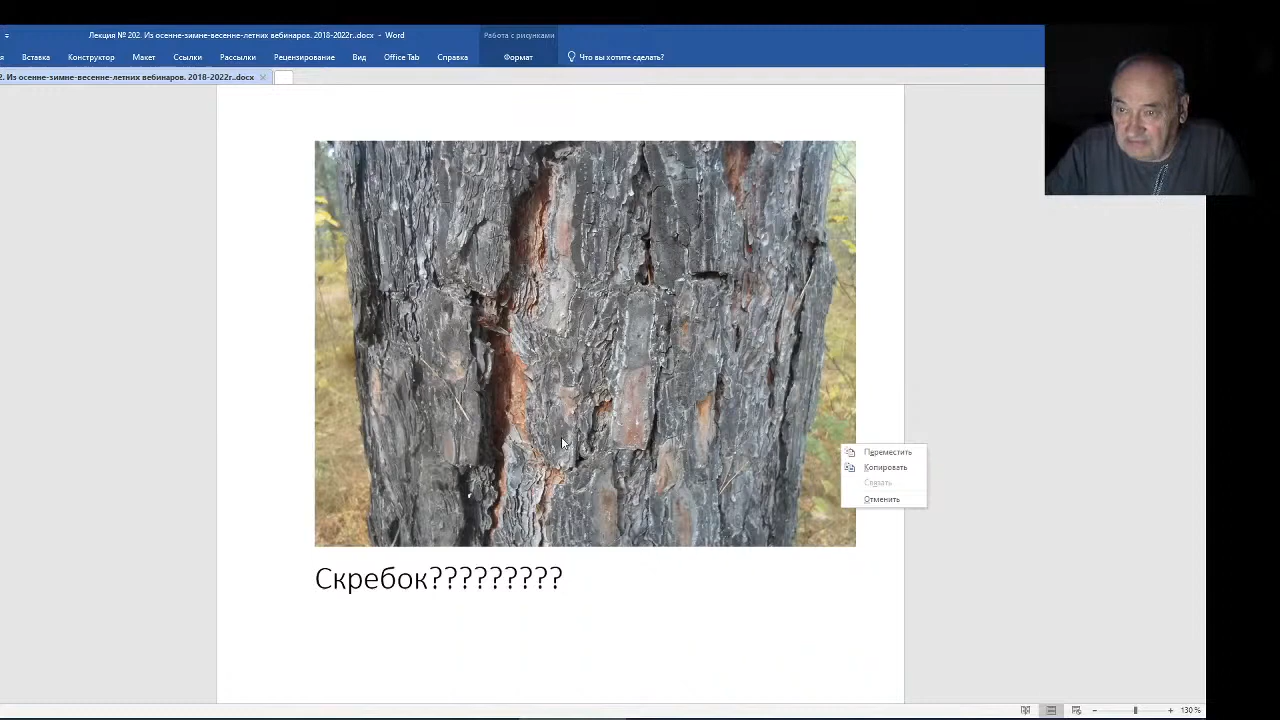 Лекция № 202. Из осенне-зимне-весенне-летних вебинаров. 2018-2022г..docx - Word
Работа с рисунками
Вставка Конструктор Макет Ссылки Рассылки Рецензирование Вид Office Tab Справка Формат Что вы хотите сделать?
2. Из осенне-зимне-весенне-летних вебинаров. 2018-2022г..docx
Переместить
Копировать
Связать
Отменить
Скребок?????????
130 %